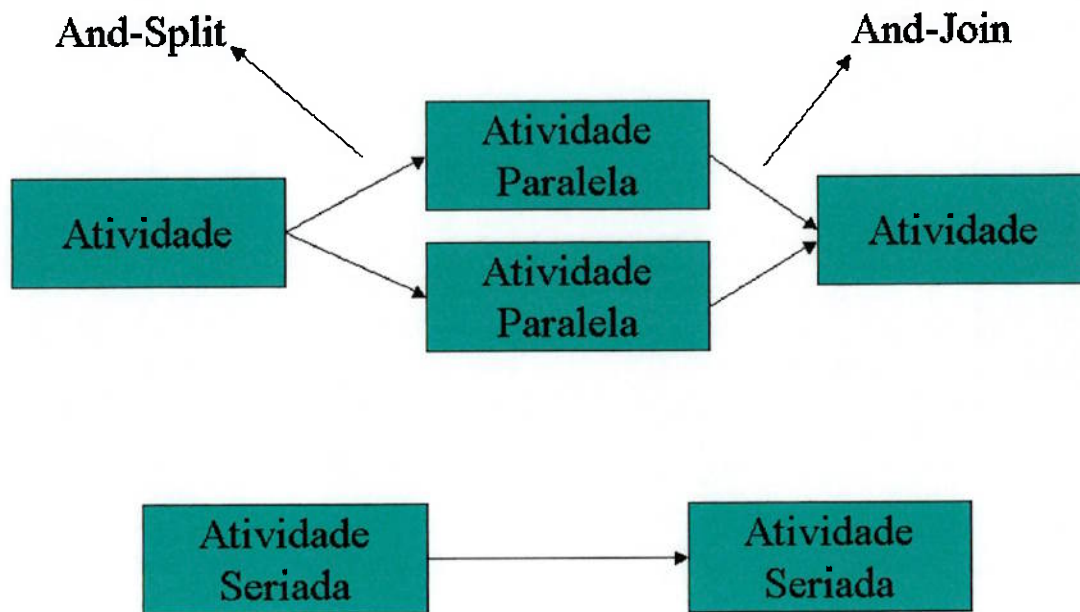 And-Split
And-Join
Atividade
Paralela
Atividade
Atividade
Atividade
Paralela
Atividade
Seriada
Atividade
Seriada